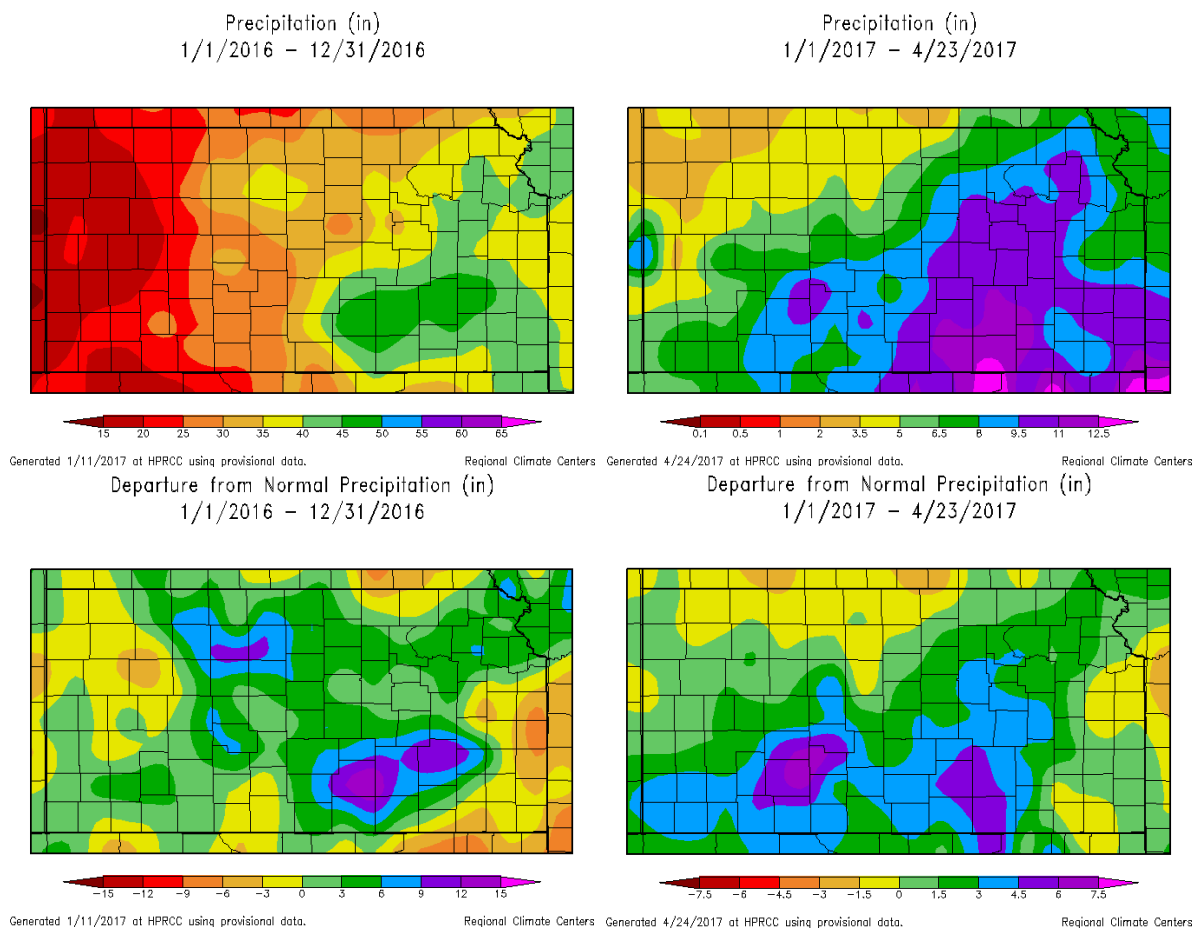 Precipitation (in)
1/1/2016 – 12/31/2016
15 20 25 30 35 40 45 50 55 60 65
Generated 1/11/2017 at HPRCC using provisional data. Regional Climate Centers
Precipitation (in)
1/1/2017 – 4/23/2017
0.1 0.5 1 2 3.5 5 6.5 8 9.5 11 12.5
Generated 4/24/2017 at HPRCC using provisional data. Regional Climate Centers
Departure from Normal Precipitation (in)
1/1/2016 – 12/31/2016
-15 -12 -9 -6 -3 0 3 6 9 12 15
Generated 1/11/2017 at HPRCC using provisional data. Regional Climate Centers
Departure from Normal Precipitation (in)
1/1/2017 – 4/23/2017
-7.5 -6 -4.5 -3 -1.5 0 1.5 3 4.5 6 7.5
Generated 4/24/2017 at HPRCC using provisional data. Regional Climate Centers